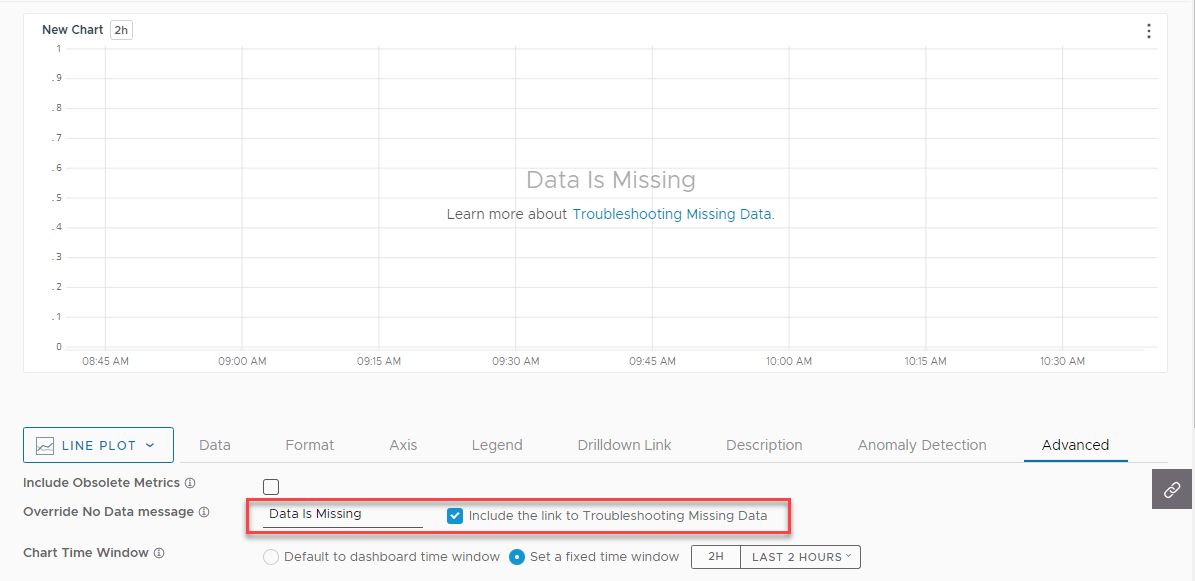 New Chart 2h
1
.9
.8
.7
.6
Data Is Missing
.5
Learn more about Troubleshooting Missing Data.
.4
.3
.2
.1
0
08:45 AM 09:00 AM 09:15 AM 09:30 AM 09:45 AM 10:00 AM 10:15 AM 10:30 AM
LINE PLOT Data Format Axis Legend Drilldown Link Description Anomaly Detection Advanced
Include Obsolete Metrics
Override No Data message Data Is Missing Include the link to Troubleshooting Missing Data
Chart Time Window Default to dashboard time window Set a fixed time window 2H LAST 2 HOURS